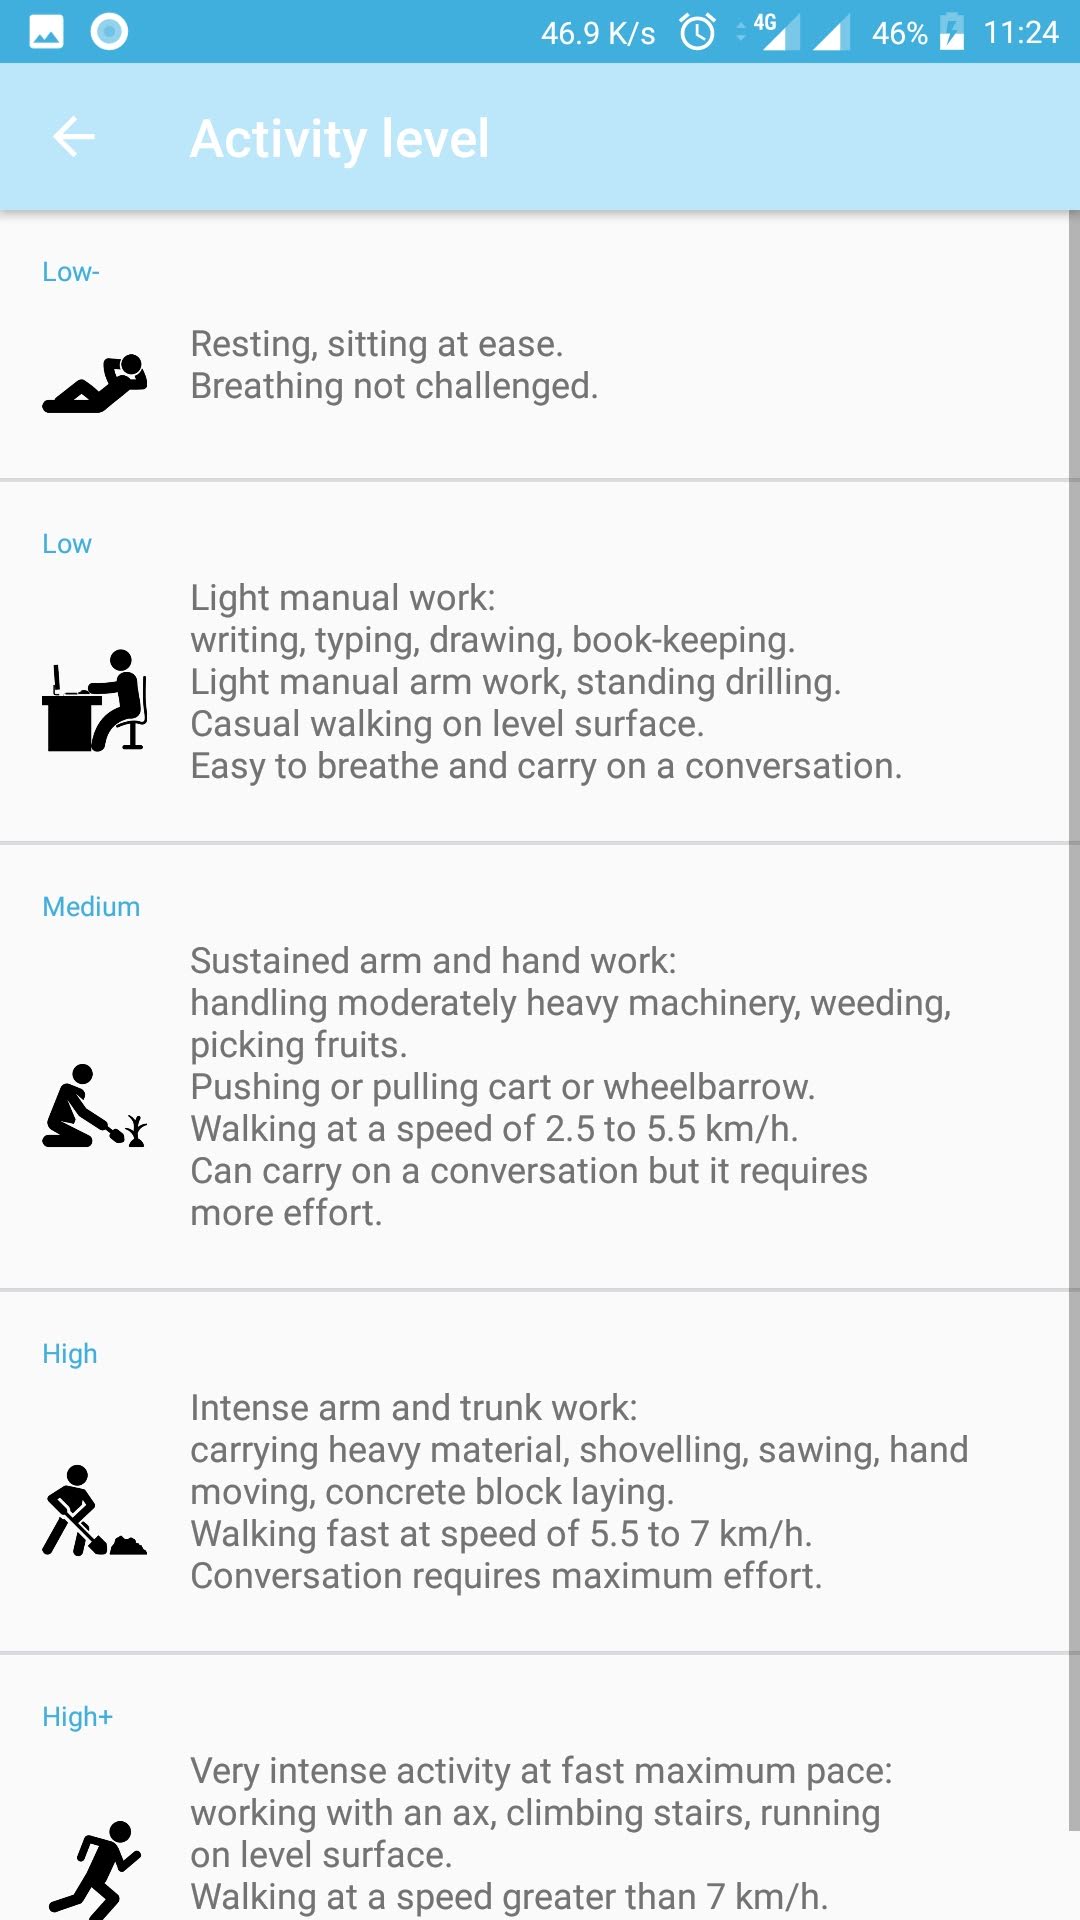 46.9 K/s 4G 46% 11:24
Activity level
Low-
Resting, sitting at ease.
Breathing not challenged.
Low
Light manual work:
writing, typing, drawing, book-keeping.
Light manual arm work, standing drilling.
Casual walking on level surface.
Easy to breathe and carry on a conversation.
Medium
Sustained arm and hand work:
handling moderately heavy machinery, weeding,
picking fruits.
Pushing or pulling cart or wheelbarrow.
Walking at a speed of 2.5 to 5.5 km/h.
Can carry on a conversation but it requires
more effort.
High
Intense arm and trunk work:
carrying heavy material, shovelling, sawing, hand
moving, concrete block laying.
Walking fast at speed of 5.5 to 7 km/h.
Conversation requires maximum effort.
High+
Very intense activity at fast maximum pace:
working with an ax, climbing stairs, running
on level surface.
Walking at a speed greater than 7 km/h.